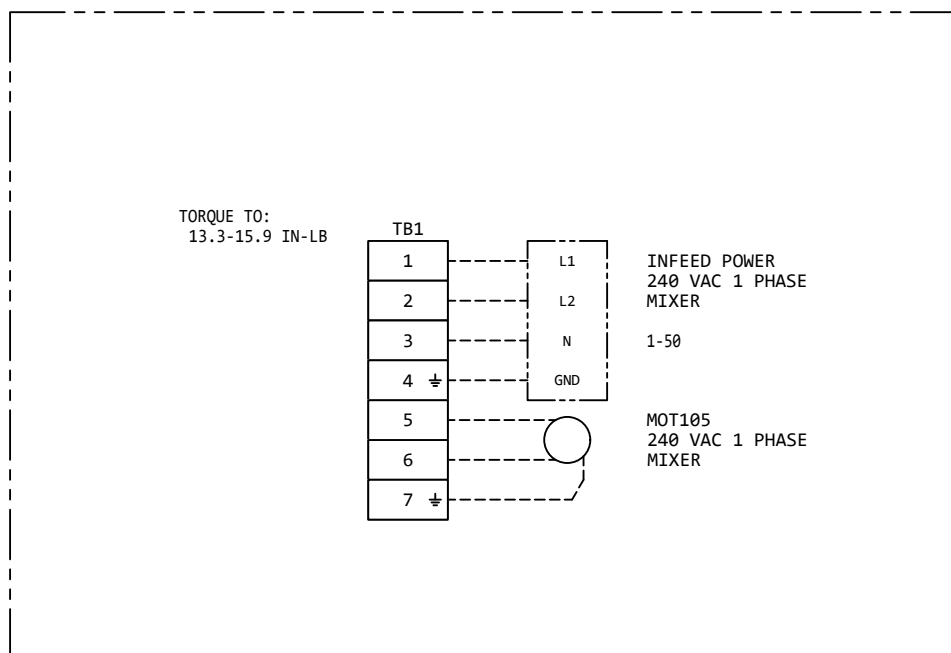 TORQUE TO:
13.3-15.9 IN-LB
TB1
1
2
3
4
5
6
7
L1
L2
N
GND
INFEED POWER
240 VAC 1 PHASE
MIXER
1-50
MOT105
240 VAC 1 PHASE
MIXER